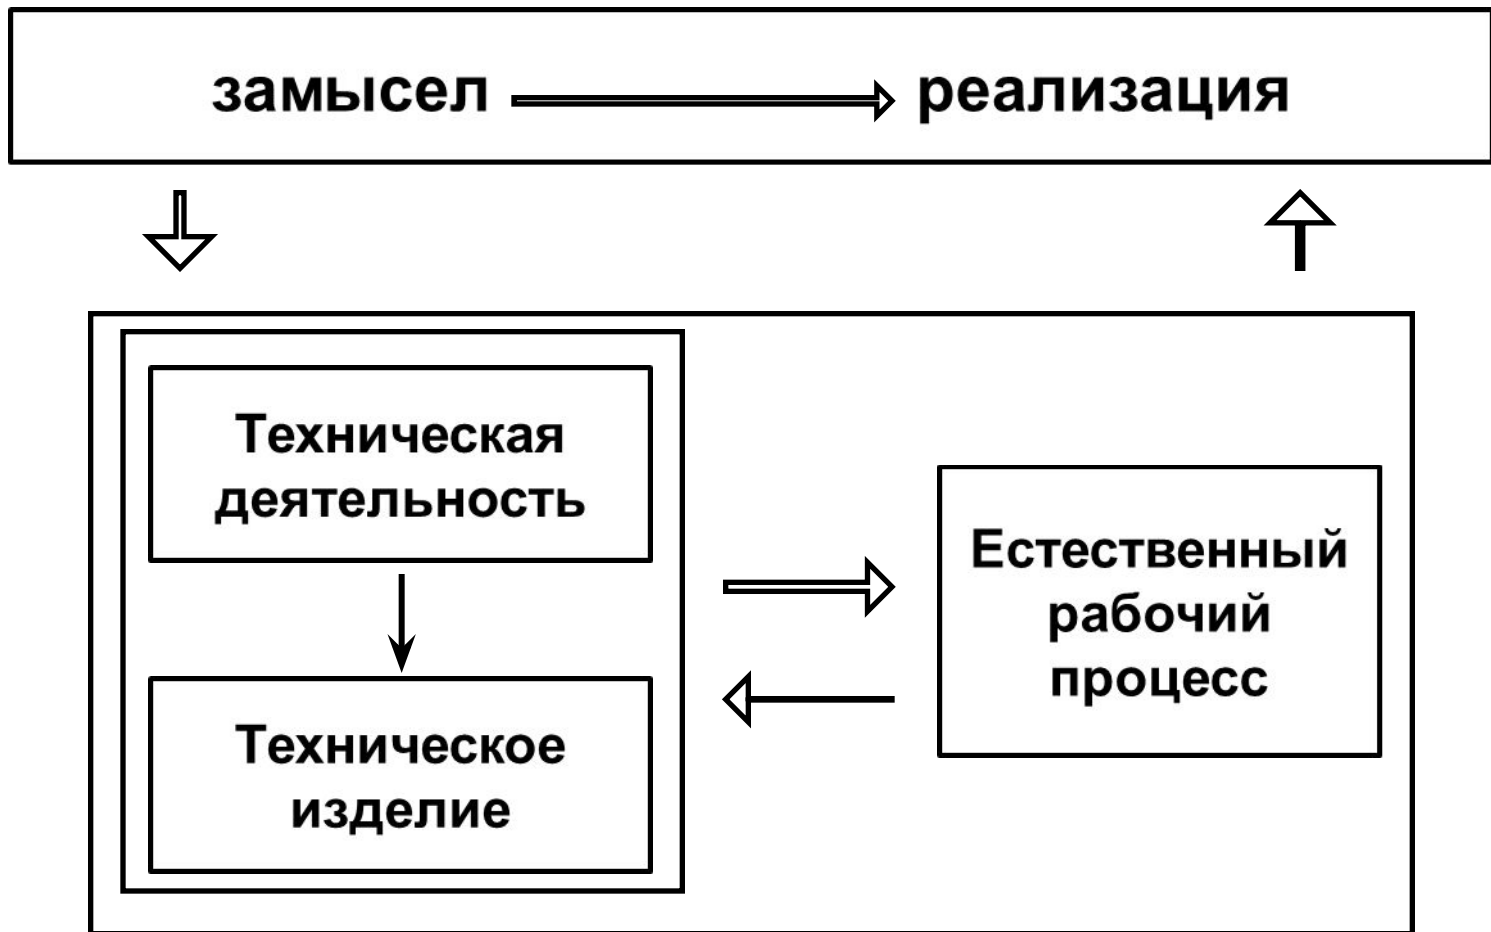 замысел реализация
Техническая
деятельность
Техническое
изделие
Естественный
рабочий
процесс